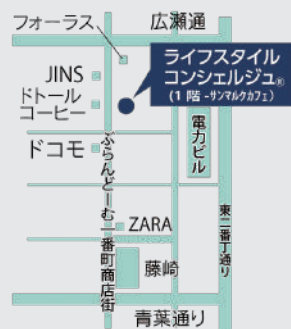 フォーラス
広瀬通
ライフスタイル
コンシェルジュ®
(1階-サンマルクカフェ)
JINS
ドトール
コーヒー
ドコモ
電力ビル
ぶらんどーむ一番町商店街
東二番丁通り
ZARA
藤崎
青葉通り